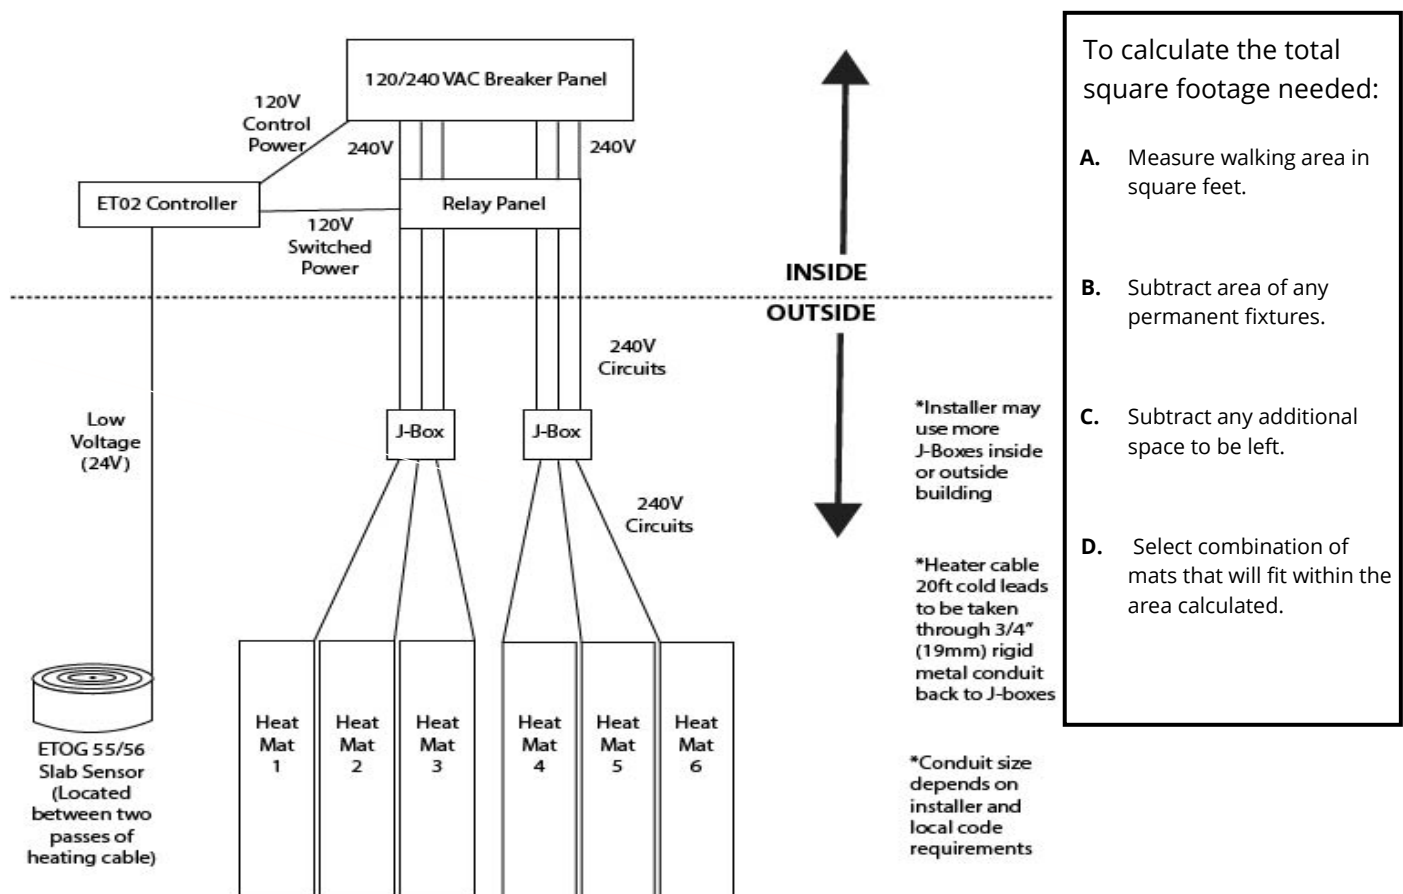 120/240 VAC Breaker Panel
120V
Control
Power
240V
240V
ET02 Controller
Relay Panel
120V
Switched
Power
INSIDE
OUTSIDE
240V
Circuits
Low
Voltage
(24V)
J-Box
J-Box
240V
Circuits
*Installer may
use more
J-Boxes inside
or outside
building
*Heater cable
20ft cold leads
to be taken
through 3/4"
(19mm) rigid
metal conduit
back to J-boxes
*Conduit size
depends on
installer and
local code
requirements
ETOG 55/56
Slab Sensor
(Located
between two
passes of
heating cable)
Heat
Mat
1
Heat
Mat
2
Heat
Mat
3
Heat
Mat
4
Heat
Mat
5
Heat
Mat
6
To calculate the total
square footage needed:
A. Measure walking area in
square feet.
B. Subtract area of any
permanent fixtures.
C. Subtract any additional
space to be left.
D. Select combination of
mats that will fit within the
area calculated.